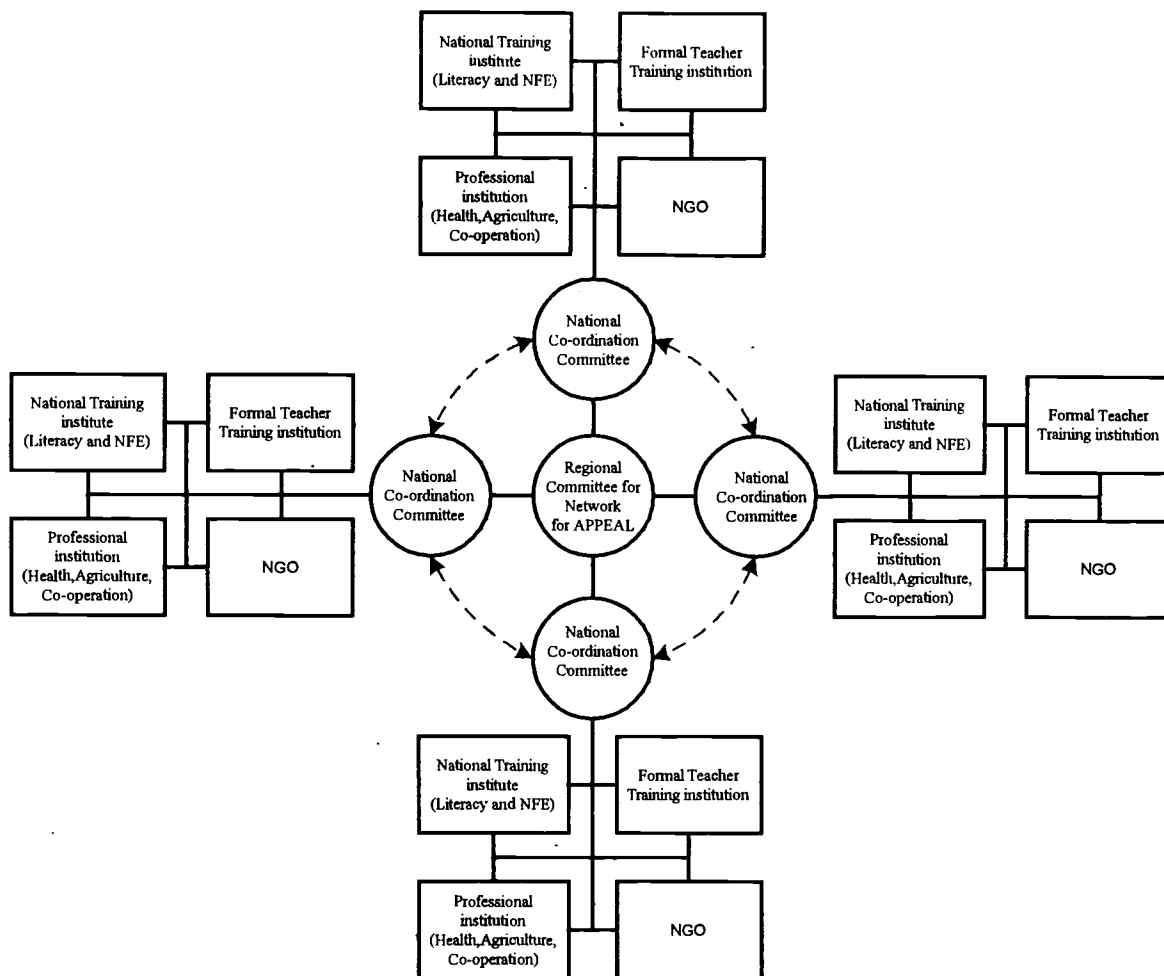 National Training
institute
(Literacy and NFE)
Formal Teacher
Training institution
Professional
institution
(Health,Agriculture,
Co-operation)
NGO
National
Co-ordination
Committee
National Training
institute
(Literacy and NFE)
Formal Teacher
Training institution
Professional
institution
(Health,Agriculture,
Co-operation)
NGO
National
Co-ordination
Committee
Regional
Committee for
Network
for APPEAL
National
Co-ordination
Committee
National Training
institute
(Literacy and NFE)
Formal Teacher
Training institution
Professional
institution
(Health,Agriculture,
Co-operation)
NGO
National
Co-ordination
Committee
National Training
institute
(Literacy and NFE)
Formal Teacher
Training institution
Professional
institution
(Health,Agriculture,
Co-operation)
NGO